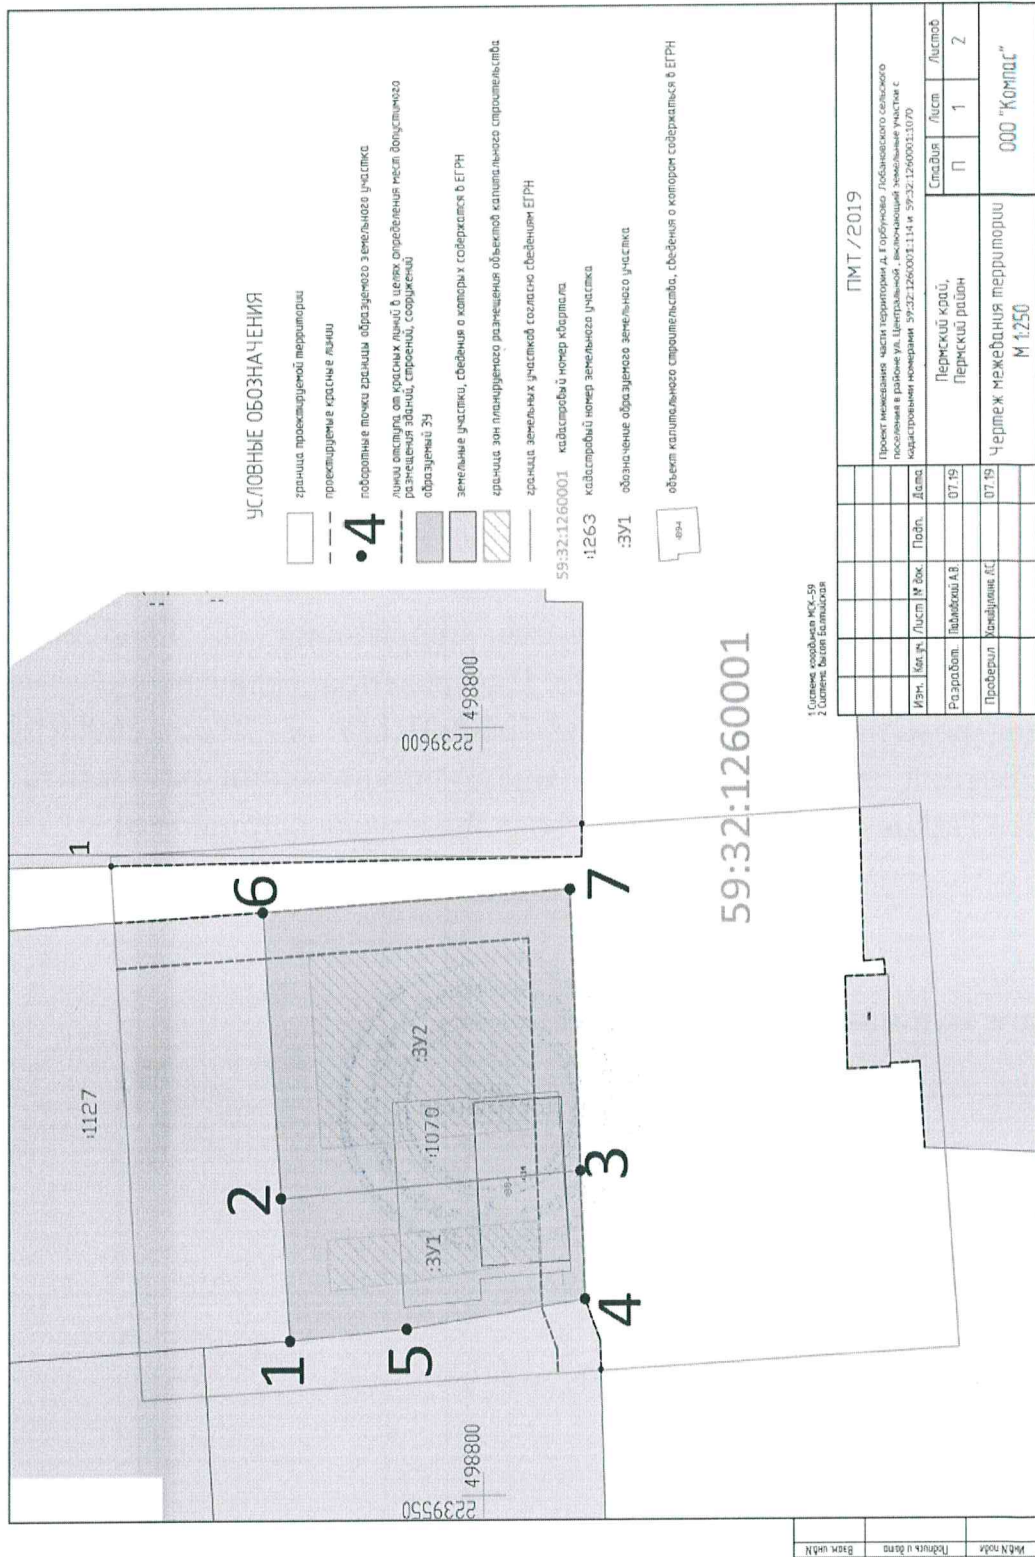 УСЛОВНЫЕ ОБОЗНАЧЕНИЯ
граница проектируемой территории
проектируемые красные линии
•4 поворотные точки границы образуемого земельного участка
линии отступа от красных линий в целях определения мест допустимого
размещения зданий, строений, сооружений
образуемый ЗУ
земельные участки, сведения о которых содержатся в ЕГРН
граница зон планируемого размещения объектов капитального строительства
граница земельных участков согласно сведениям ЕГРН
59:32:1260001 кадастровый номер квартала
:1263 кадастровый номер земельного участка
:ЗУ1 обозначение образуемого земельного участка
объект капитального строительства, сведения о котором содержаться в ЕГРН
:1127
1
2
6
1
:ЗУ1
:1070
:ЗУ2
5
4
3
7
2239550
498800
2239600
498800
59:32:1260001
1 Система координат МСК-59
2 Система высот Балтийская
ПМТ/2019
Проект межевания части территории д. Горбуново Лобановского сельского
поселения в районе ул. Центральной, включающий земельные участки с
кадастровыми номерами 59:32:1260001:114 и 59:32:1260001:1070
Изм. Кол.уч. Лист № док. Подп. Дата
Разработ. Павловский А.В. 07.19
Проверил 07.19
Пермский край,
Пермский район
Стадия Лист Листов
П 1 2
Чертеж межевания территории
М 1:250
ООО "Компас"
Взам. инв.N
Подпись и дата
Инв.N подл